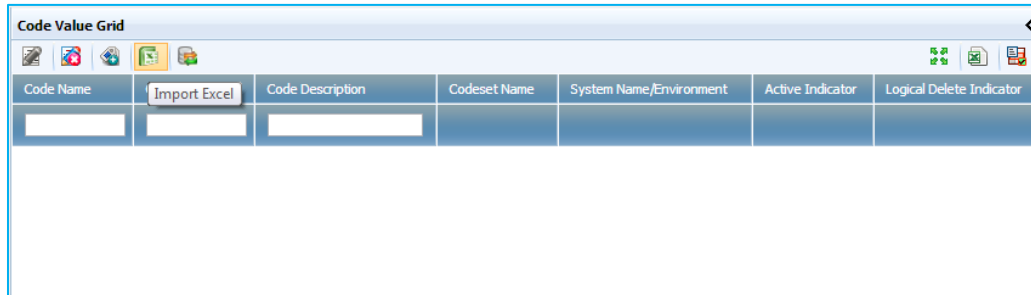 Code Value Grid
Import Excel
Code Name
Code Description
Codeset Name
System Name/Environment
Active Indicator
Logical Delete Indicator